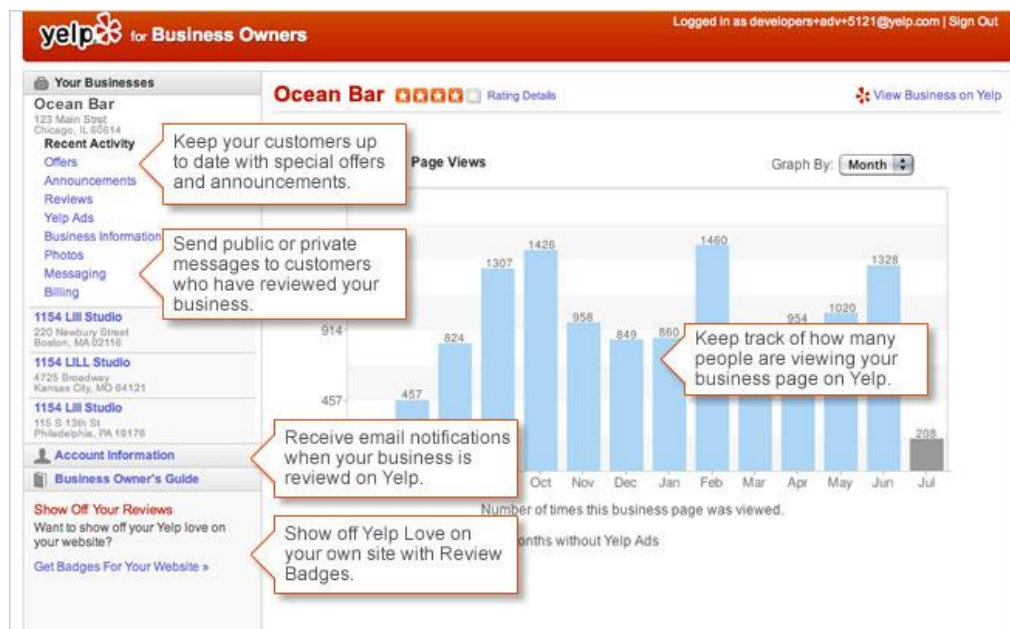 yelp for Business Owners
Logged in as developers+adv+5121@yelp.com | Sign Out
Your Businesses
Ocean Bar
123 Main Stret
Chicago, IL 60614
Recent Activity
Offers
Announcements
Reviews
Yelp Ads
Business Information
Photos
Messaging
Billing
1154 Lill Studio
220 Newbury Street
Boston, MA 02116
1154 LILL Studio
4725 Broadway
Kansas City, MO 64121
1154 Lill Studio
115 S 13th St
Philadelphia, PA 19176
Account Information
Business Owner's Guide
Show Off Your Reviews
Want to show off your Yelp love on
your website?
Get Badges For Your Website »
Ocean Bar Rating Details
View Business on Yelp
Page Views
Graph By: Month
Keep your customers up
to date with special offers
and announcements.
Send public or private
messages to customers
who have reviewed your
business.
Keep track of how many
people are viewing your
business page on Yelp.
Receive email notifications
when your business is
reviewd on Yelp.
Show off Yelp Love on
your own site with Review
Badges.
914
457
457
824
1307
1426
958
849
860
1460
954
1020
1328
208
Oct Nov Dec Jan Feb Mar Apr May Jun Jul
Number of times this business page was viewed.
onths without Yelp Ads